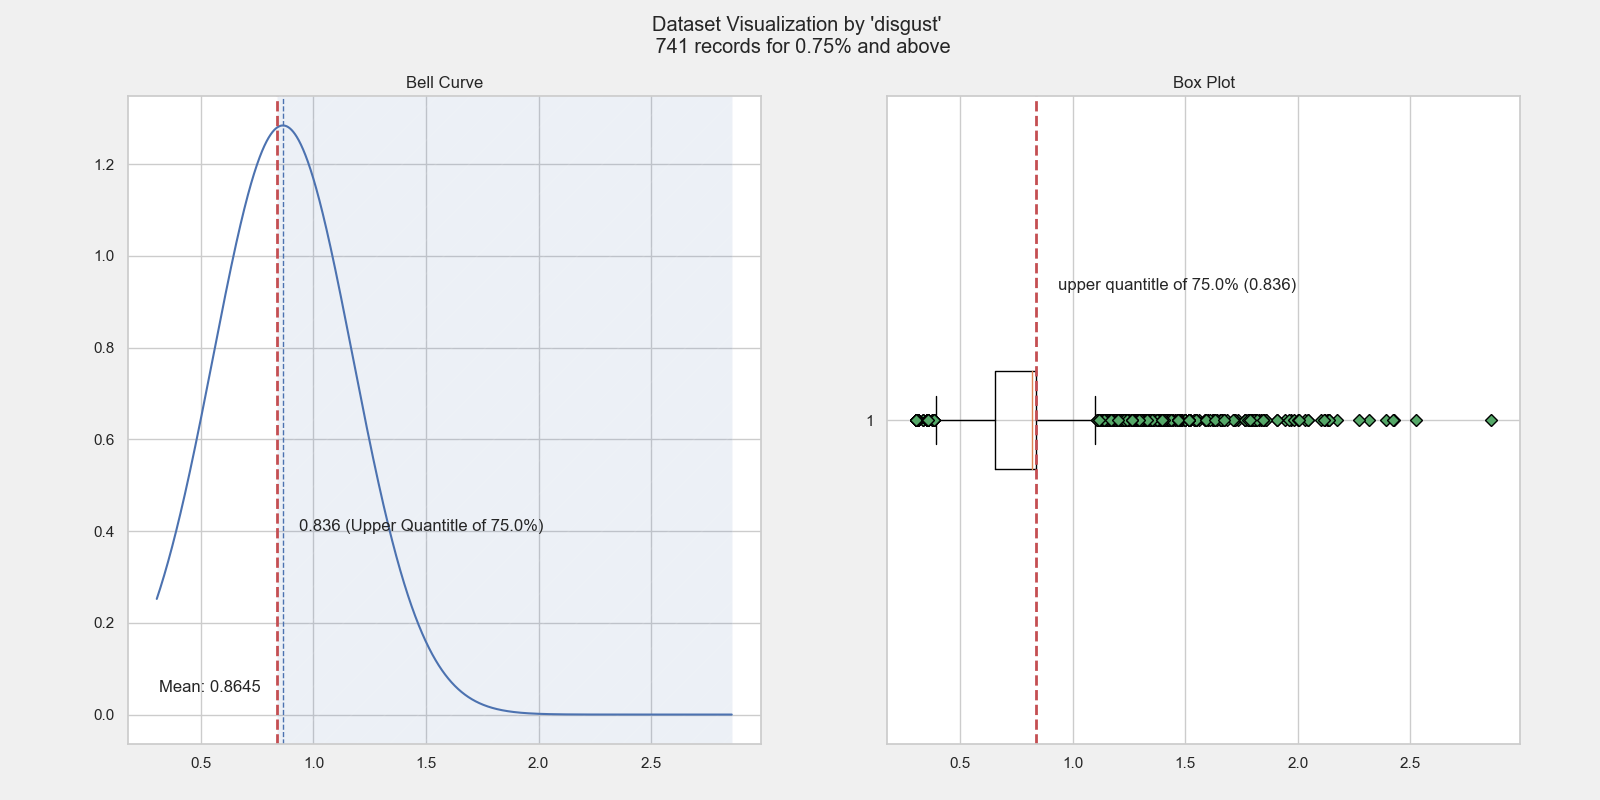 Dataset Visualization by 'disgust'
741 records for 0.75% and above
Bell Curve
1.2
1.0
0.8
0.6
0.4
0.2
0.0
0.836 (Upper Quantitle of 75.0%)
Mean: 0.8645
0.5 1.0 1.5 2.0 2.5
Box Plot
upper quantitle of 75.0% (0.836)
1
0.5 1.0 1.5 2.0 2.5